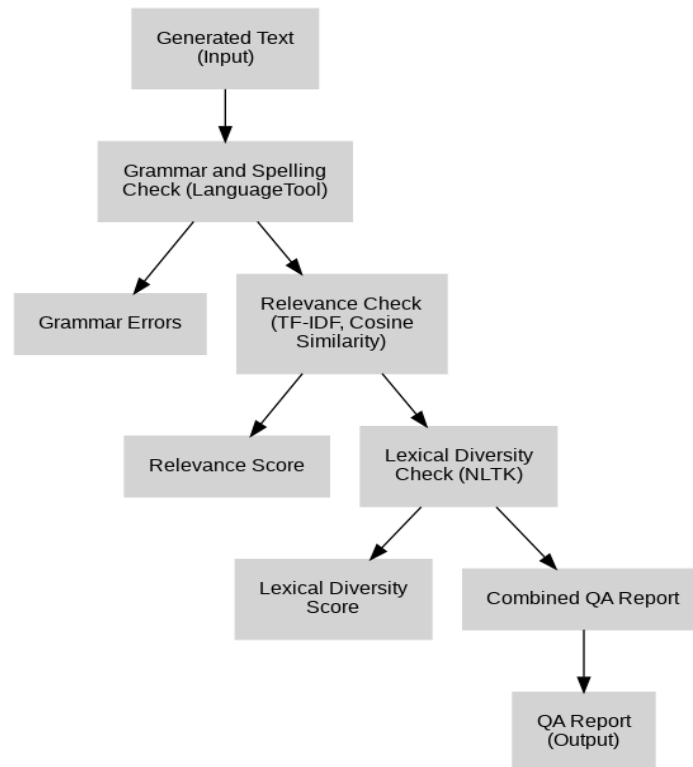 Generated Text
(Input)
Grammar and Spelling
Check (LanguageTool)
Grammar Errors
Relevance Check
(TF-IDF, Cosine
Similarity)
Relevance Score
Lexical Diversity
Check (NLTK)
Lexical Diversity
Score
Combined QA Report
QA Report
(Output)